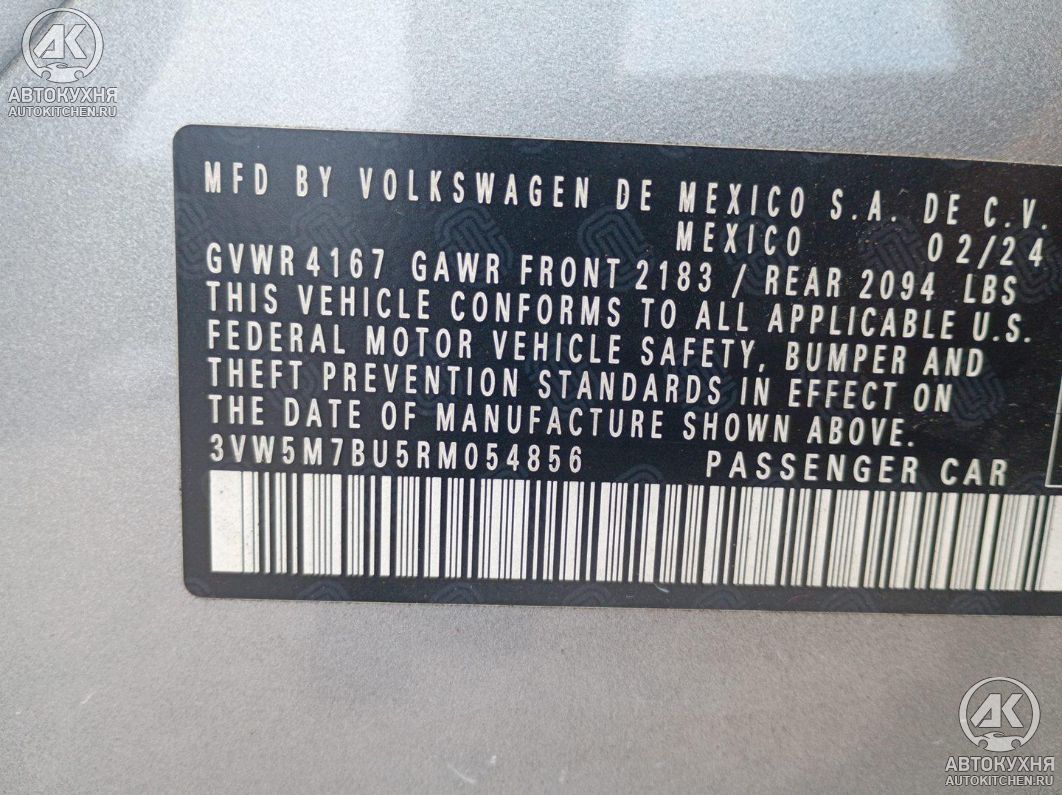 AK
АВТОКУХНЯ
AUTOKITCHEN.RU
MFD BY VOLKSWAGEN DE MEXICO S.A. DE C.V.
MEXICO 02/24
GVWR 4167 GAWR FRONT 2183 / REAR 2094 LBS
THIS VEHICLE CONFORMS TO ALL APPLICABLE U.S.
FEDERAL MOTOR VEHICLE SAFETY, BUMPER AND
THEFT PREVENTION STANDARDS IN EFFECT ON
THE DATE OF MANUFACTURE SHOWN ABOVE.
3VW5M7BU5RM054856 PASSENGER CAR
AK
АВТОКУХНЯ
AUTOKITCHEN.RU